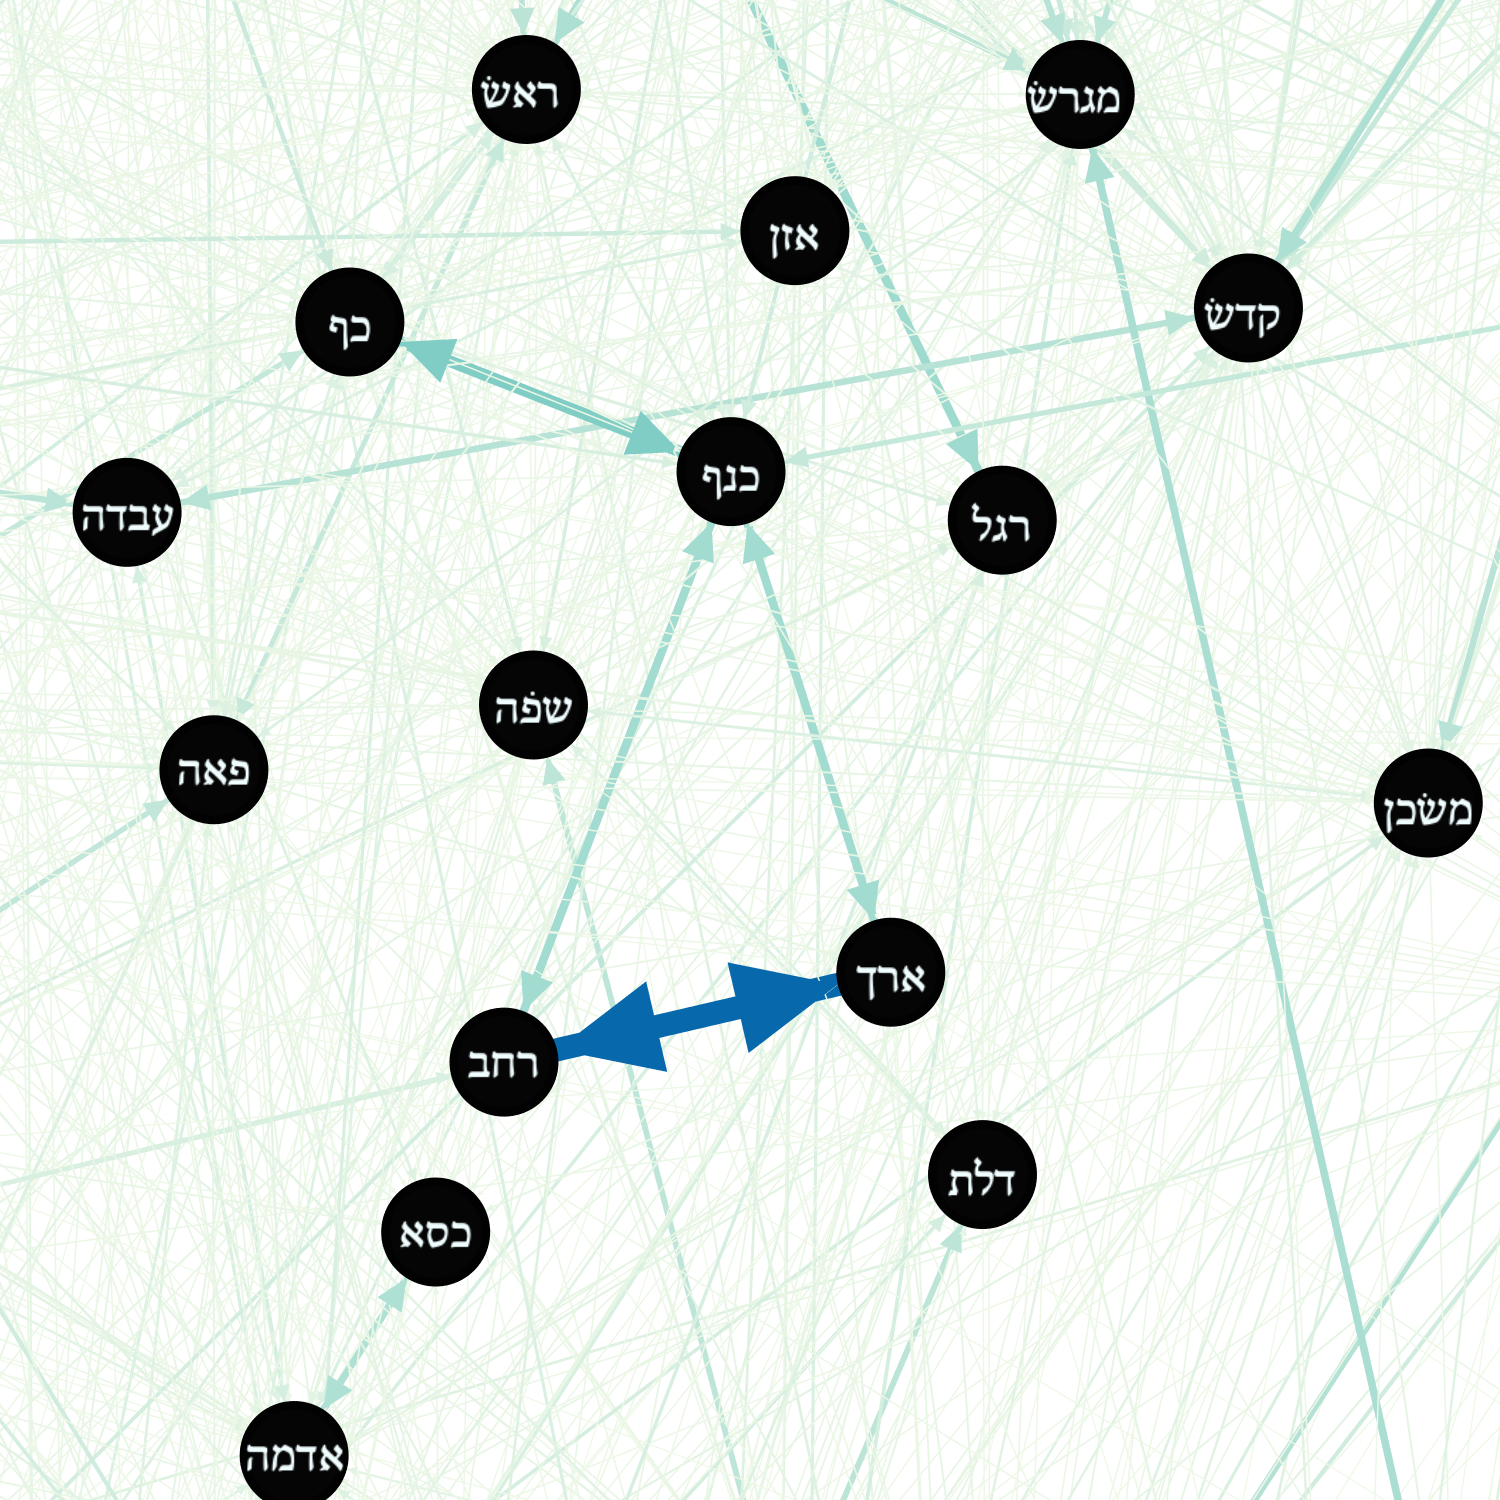 ראשׂ
מגרשׂ
אזן
קדשׂ
כף
כנף
עבדה
רגל
שׂפה
פאה
משׂכן
ארך
רחב
דלת
כסא
אדמה